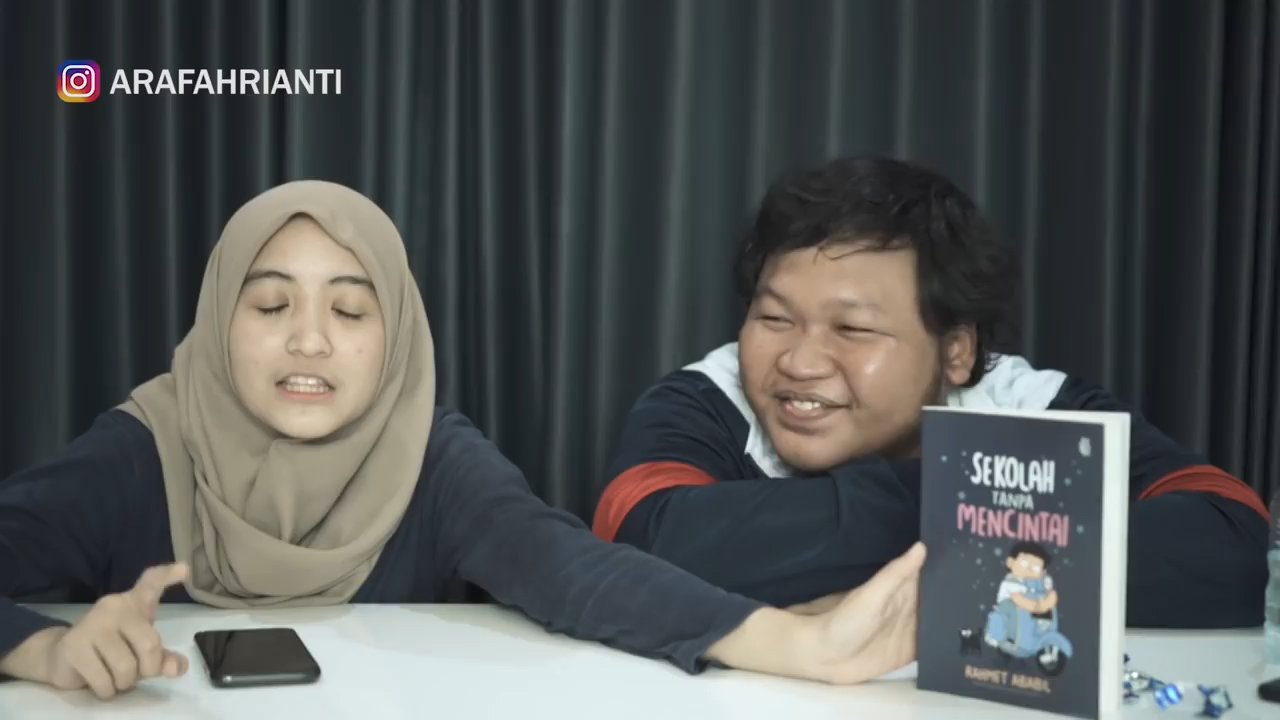 ARAFAHRIANTI
SEKOLAH
TANPA
MENCINTAI
RAHMET ABABIL